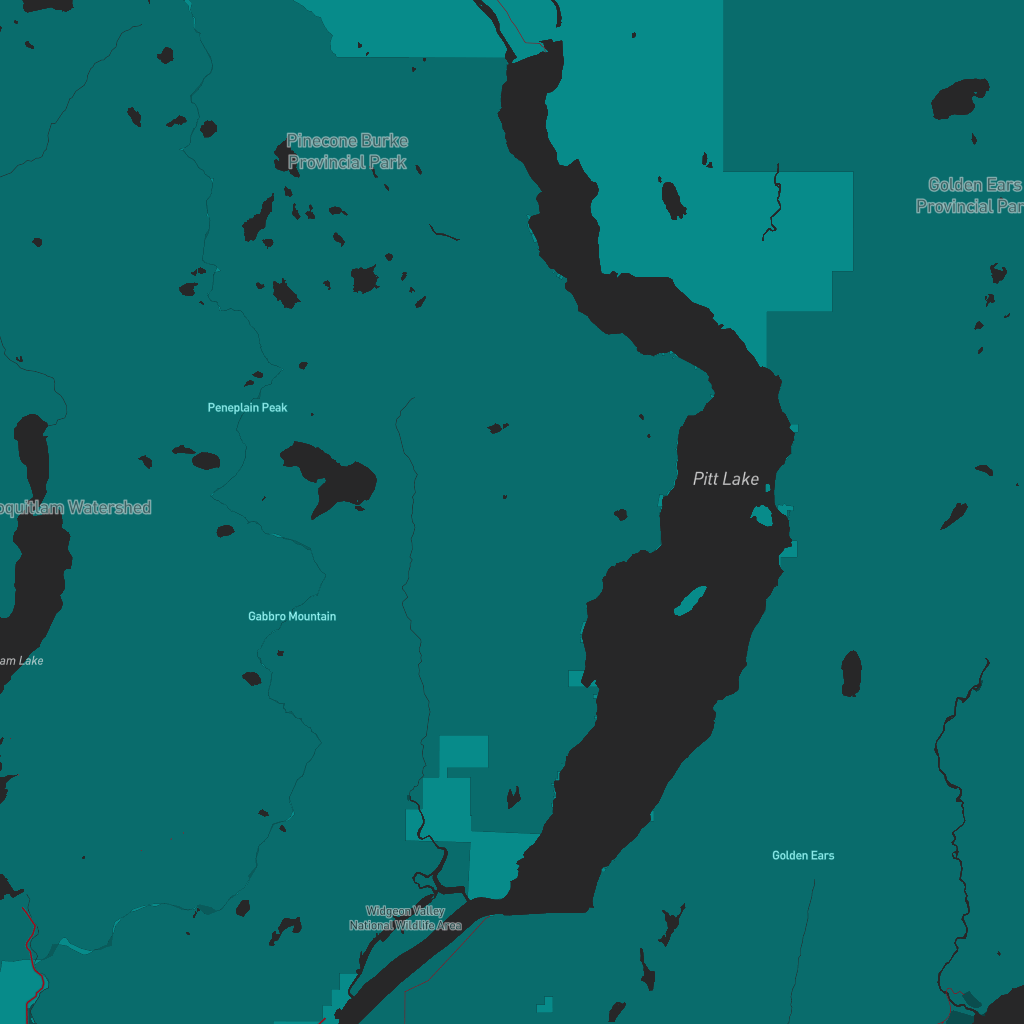 Pinecone Burke
Provincial Park
Golden Ears
Provincial Par
Peneplain Peak
Pitt Lake
oquitlam Watershed
Gabbro Mountain
am Lake
Golden Ears
Widgeon Valley
National Wildlife Area